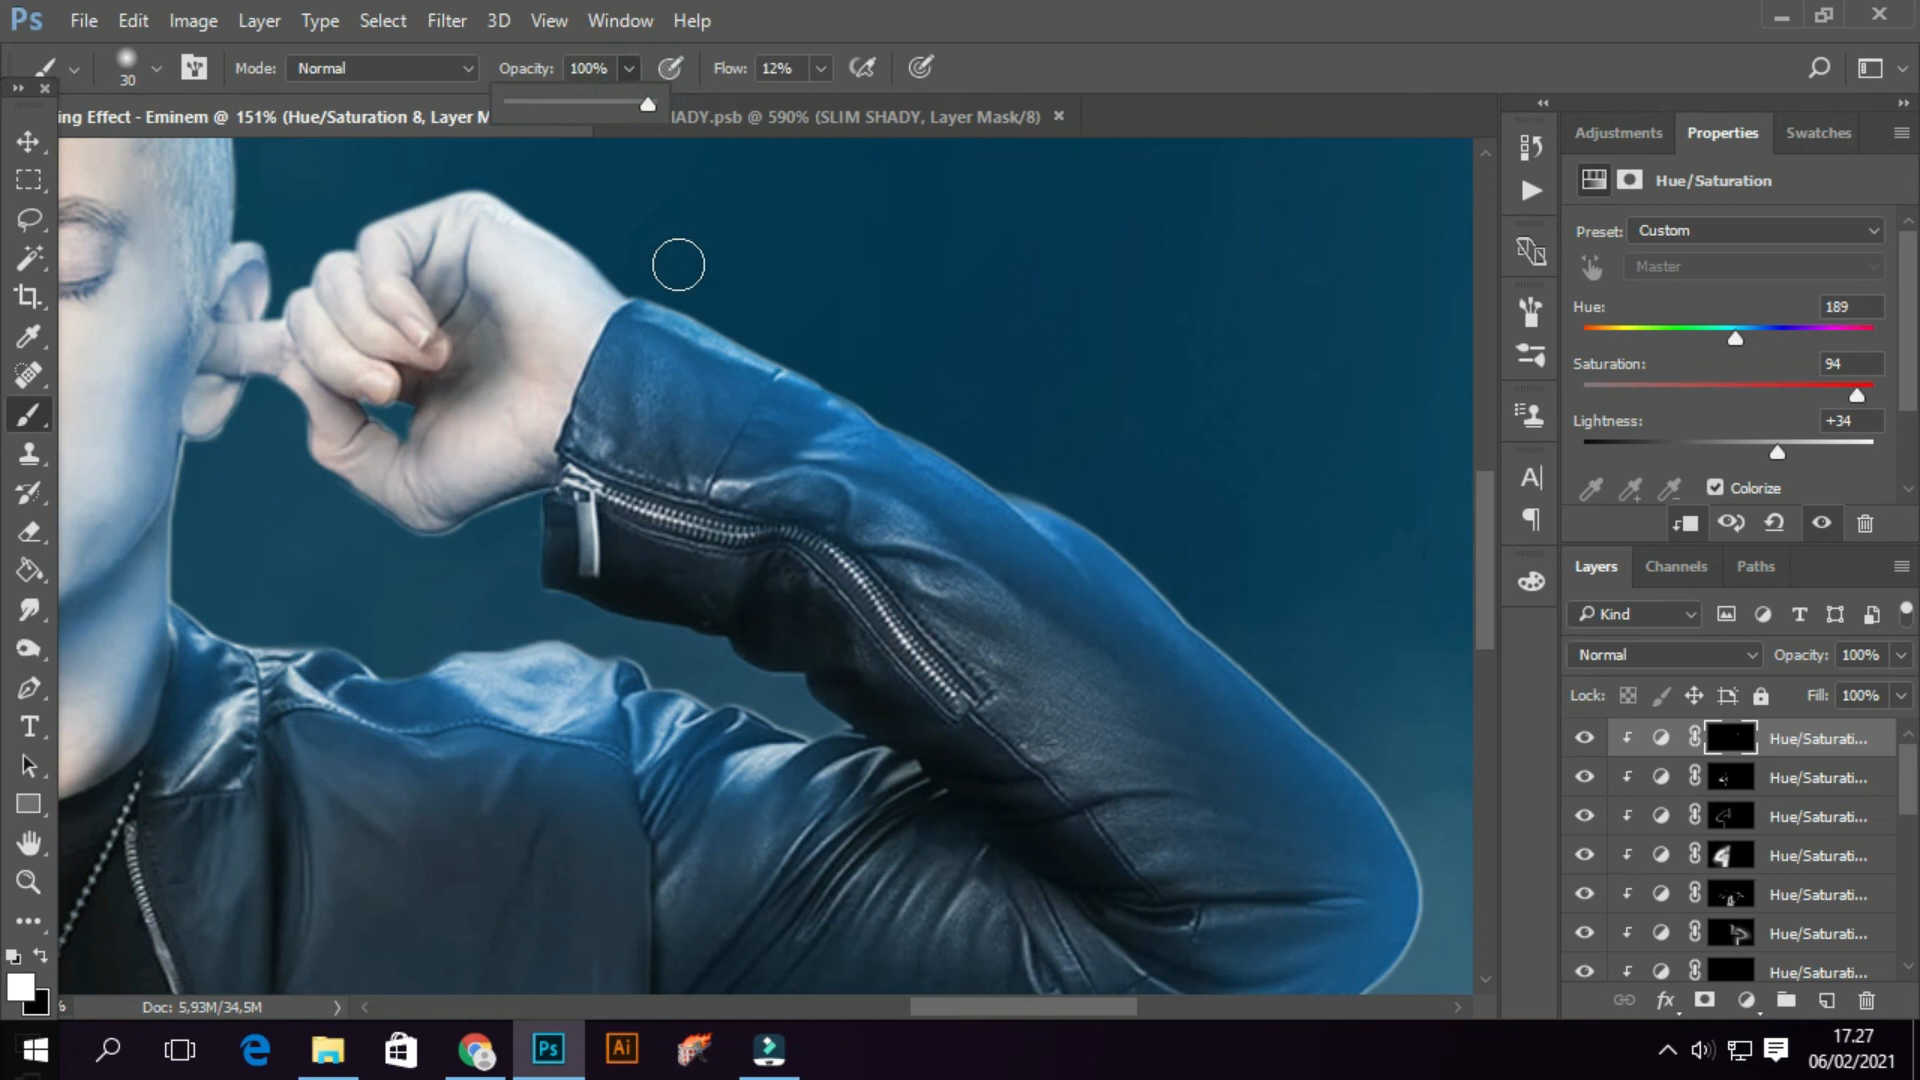 Ps File Edit Image Layer Type Select Filter 3D View Window Help
30 Mode: Normal Opacity: 100% Flow: 12%
ing Effect - Eminem @ 151% (Hue/Saturation 8, Layer M
ADY.psb @ 590% (SLIM SHADY, Layer Mask/8)
Adjustments Properties Swatches
Hue/Saturation
Preset: Custom
Master
Hue: 189
Saturation: 94
Lightness: +34
Colorize
Layers Channels Paths
Kind
Normal Opacity: 100%
Lock: Fill: 100%
Hue/Saturati...
Hue/Saturati...
Hue/Saturati...
Hue/Saturati...
Hue/Saturati...
Hue/Saturati...
Hue/Saturati...
% Doc: 5,93M/34,5M
Ps Ai
17.27
06/02/2021